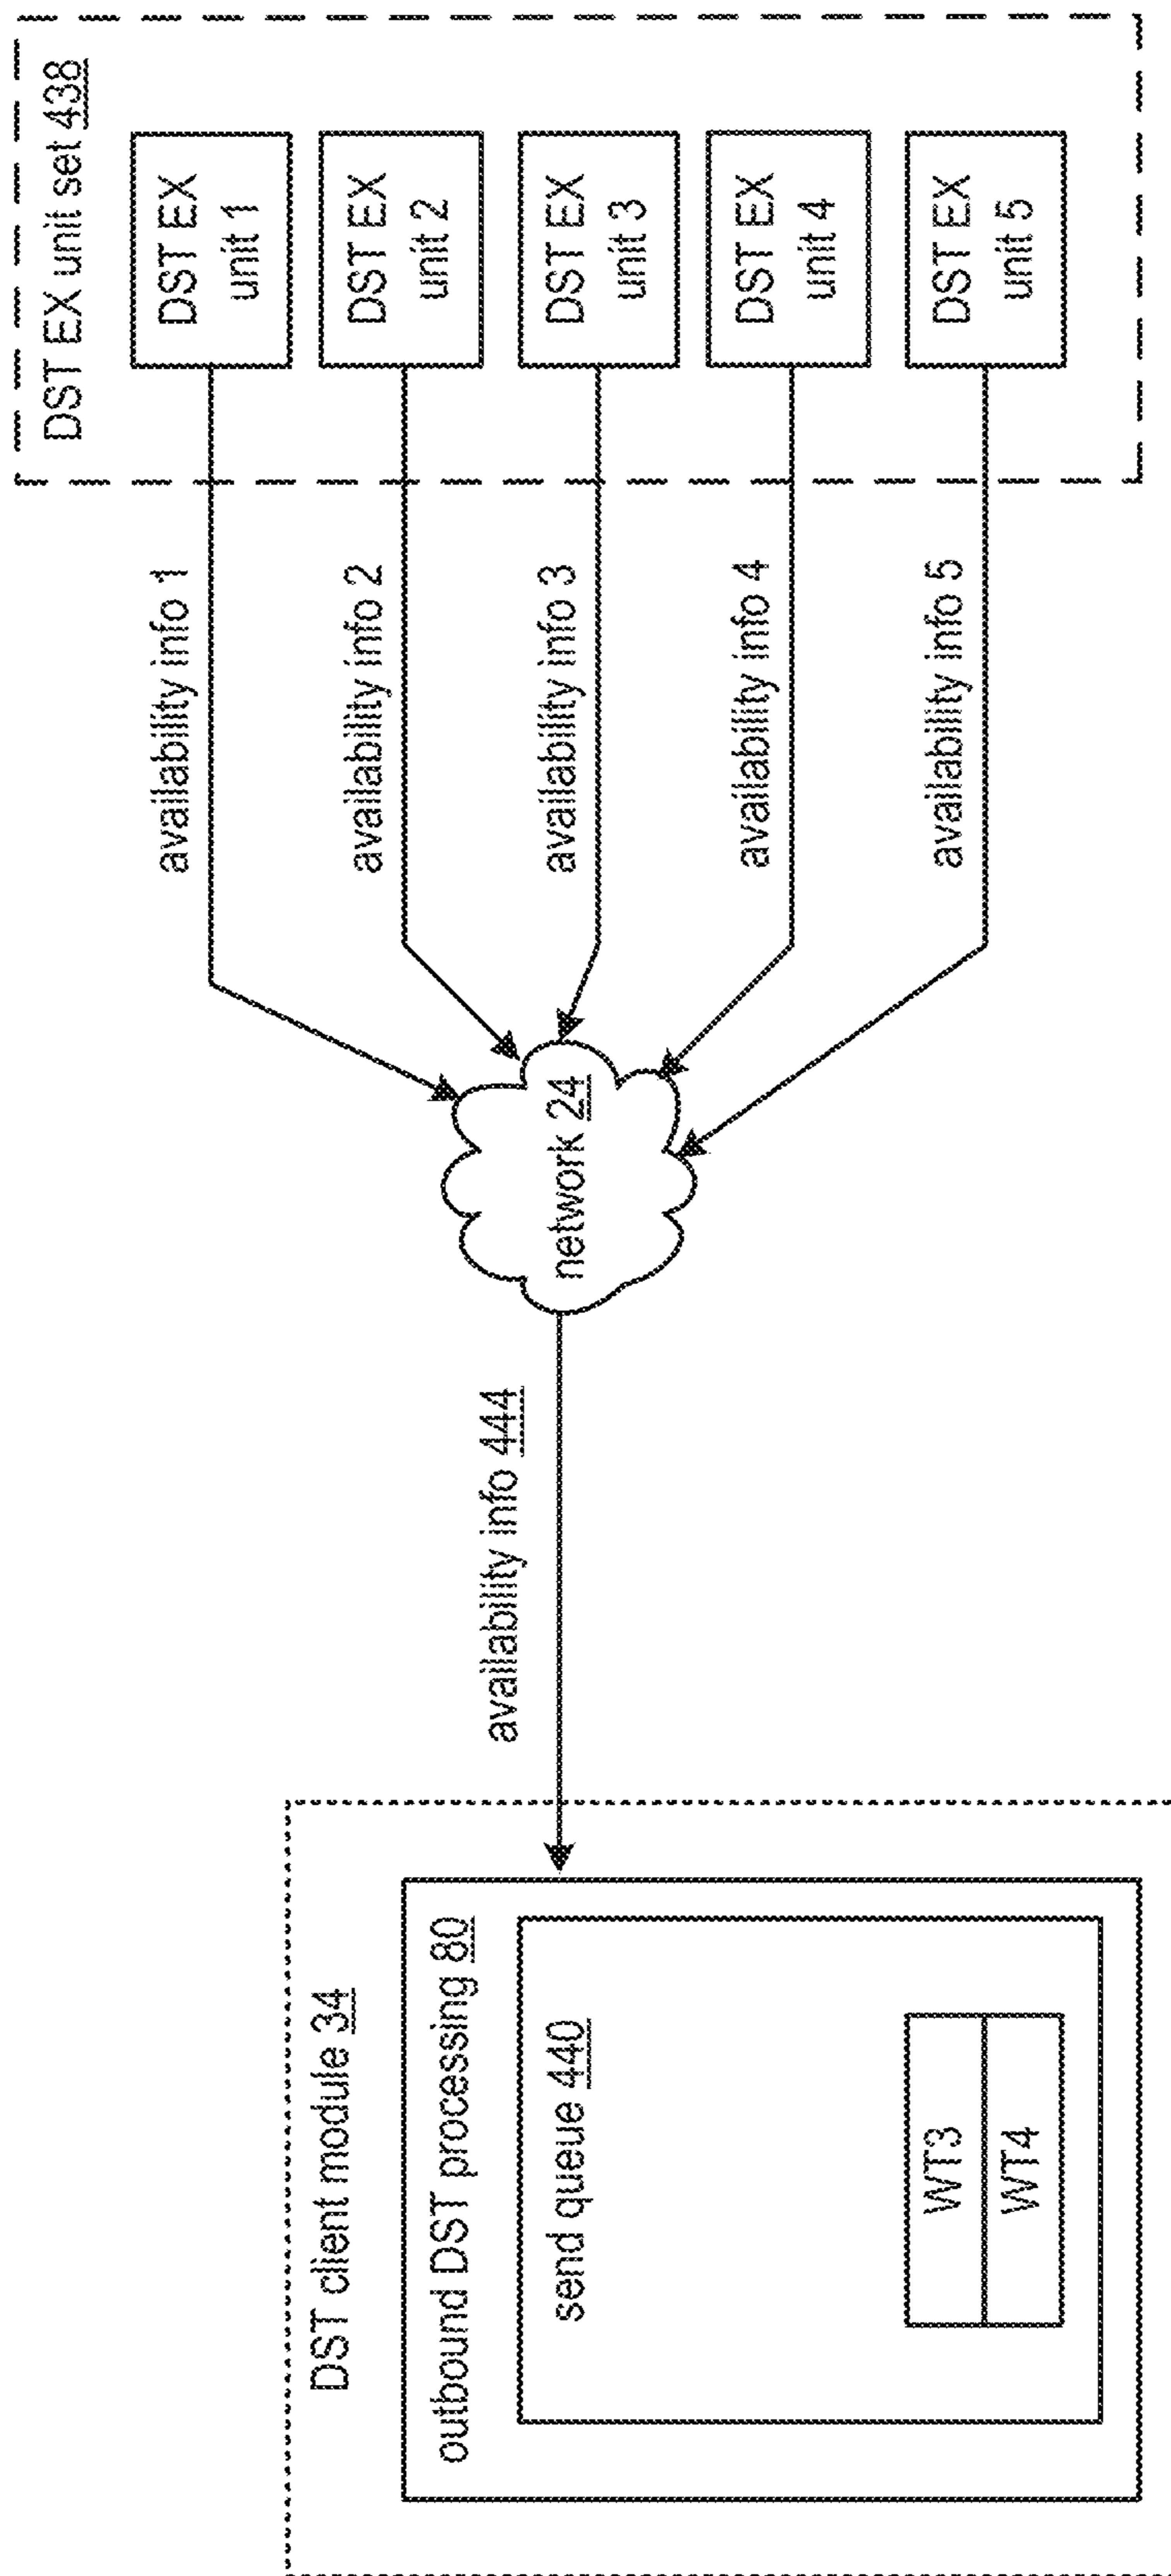 DST client module 34
outbound DST processing 80
send queue 440
WT3
WT4
availability info 444
network 24
availability info 1
availability info 2
availability info 3
availability info 4
availability info 5
DST EX unit set 438
DST EX
unit 1
DST EX
unit 2
DST EX
unit 3
DST EX
unit 4
DST EX
unit 5